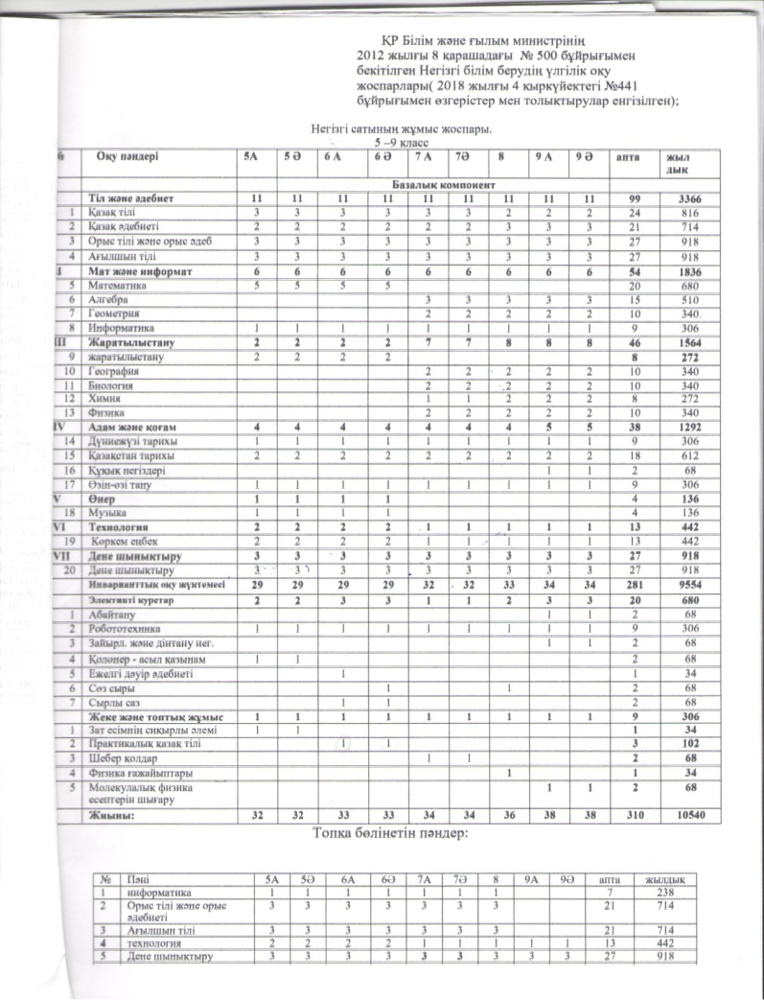 ҚР Білім және ғылым министрінің
2012 жылғы 8 қарашадағы № 500 бұйрығымен
бекітілген Негізгі білім берудің үлгілік оқу
жоспарлары( 2018 жылғы 4 қыркүйектегі №441
бұйрығымен өзгерістер мен толықтырулар енгізілген);
Негізгі сатының жұмыс жоспары.
5 –9 класс
№ Оқу пәндері 5А 5 Ә 6 А 6 Ә 7 А 7Ә 8 9 А 9 Ә апта жыл
дық
Базалық компонент
Тіл және әдебиет 11 11 11 11 11 11 11 11 11 99 3366
1 Қазақ тілі 3 3 3 3 3 3 2 2 2 24 816
2 Қазақ әдебиеті 2 2 2 2 2 2 3 3 3 21 714
3 Орыс тілі және орыс әдеб 3 3 3 3 3 3 3 3 3 27 918
4 Ағылшын тілі 3 3 3 3 3 3 3 3 3 27 918
I Мат және информат 6 6 6 6 6 6 6 6 6 54 1836
5 Математика 5 5 5 5 20 680
6 Алгебра 3 3 3 3 3 15 510
7 Геометрия 2 2 2 2 2 10 340
8 Информатика 1 1 1 1 1 1 1 1 1 9 306
III Жаратылыстану 2 2 2 2 7 7 8 8 8 46 1564
9 жаратылыстану 2 2 2 2 8 272
10 География 2 2 2 2 2 10 340
11 Биология 2 2 2 2 2 10 340
12 Химия 1 1 2 2 2 8 272
13 Физика 2 2 2 2 2 10 340
IV Адам және қоғам 4 4 4 4 4 4 4 5 5 38 1292
14 Дүниежүзі тарихы 1 1 1 1 1 1 1 1 1 9 306
15 Қазақстан тарихы 2 2 2 2 2 2 2 2 2 18 612
16 Құқық негіздері 1 1 2 68
17 Өзін-өзі тану 1 1 1 1 1 1 1 1 1 9 306
V Өнер 1 1 1 1 4 136
18 Музыка 1 1 1 1 4 136
VI Технология 2 2 2 2 1 1 1 1 1 13 442
19 Көркем еңбек 2 2 2 2 1 1 1 1 1 13 442
VII Дене шынықтыру 3 3 3 3 3 3 3 3 3 27 918
20 Дене шынықтыру 3 3 3 3 3 3 3 3 3 27 918
Инварианттық оқу жүктемесі 29 29 29 29 32 32 33 34 34 281 9554
Элективті курстар 2 2 3 3 1 1 2 3 3 20 680
1 Абайтану 1 1 2 68
2 Робототехника 1 1 1 1 1 1 1 1 1 9 306
3 Зайырл. және дінтану нег. 1 1 2 68
4 Қолөнер - асыл қазынам 1 1 2 68
5 Ежелгі дәуір әдебиеті 1 1 34
6 Сөз сыры 1 1 2 68
7 Сырлы саз 1 1 2 68
Жеке және топтық жұмыс 1 1 1 1 1 1 1 1 1 9 306
1 Зат есімнің сиқырлы әлемі 1 1 1 34
2 Практикалық қазақ тілі 1 1 3 102
3 Шебер қолдар 1 1 2 68
4 Физика ғажайыптары 1 1 34
5 Молекулалық физика
есептерін шығару 1 1 2 68
Жиыны: 32 32 33 33 34 34 36 38 38 310 10540
Топқа бөлінетін пәндер:
№ Пәні 5А 5Ә 6А 6Ә 7А 7Ә 8 9А 9Ә апта жылдық
1 информатика 1 1 1 1 1 1 1 7 238
2 Орыс тілі және орыс
әдебиеті 3 3 3 3 3 3 3 21 714
3 Ағылшын тілі 3 3 3 3 3 3 3 21 714
4 технология 2 2 2 2 1 1 1 1 1 13 442
5 Дене шынықтыру 3 3 3 3 3 3 3 3 3 27 918